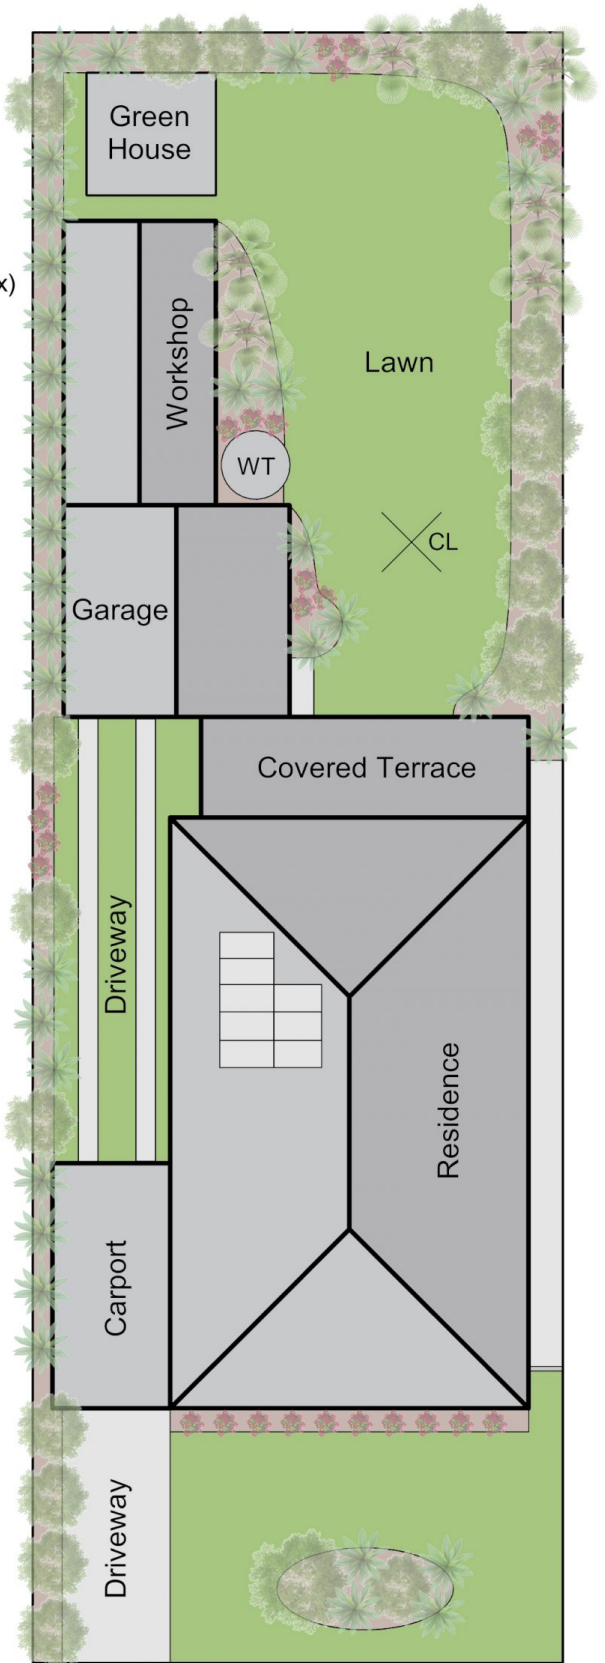 Green
House
x)
Workshop
Lawn
WT
CL
Garage
Covered Terrace
Driveway
Residence
Carport
Driveway